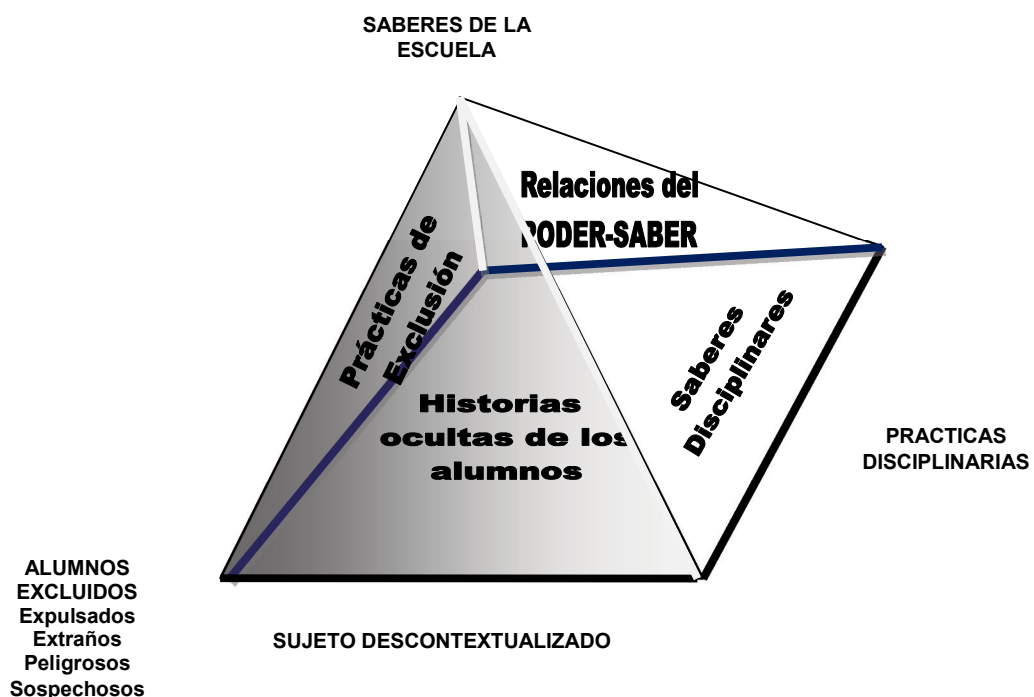 SABERES DE LA
ESCUELA
Relaciones del
PODER-SABER
Prácticas de
Exclusión
Saberes
Disciplinares
Historias
ocultas de los
alumnos
PRACTICAS
DISCIPLINARIAS
ALUMNOS
EXCLUIDOS
Expulsados
Extraños
Peligrosos
Sospechosos
SUJETO DESCONTEXTUALIZADO